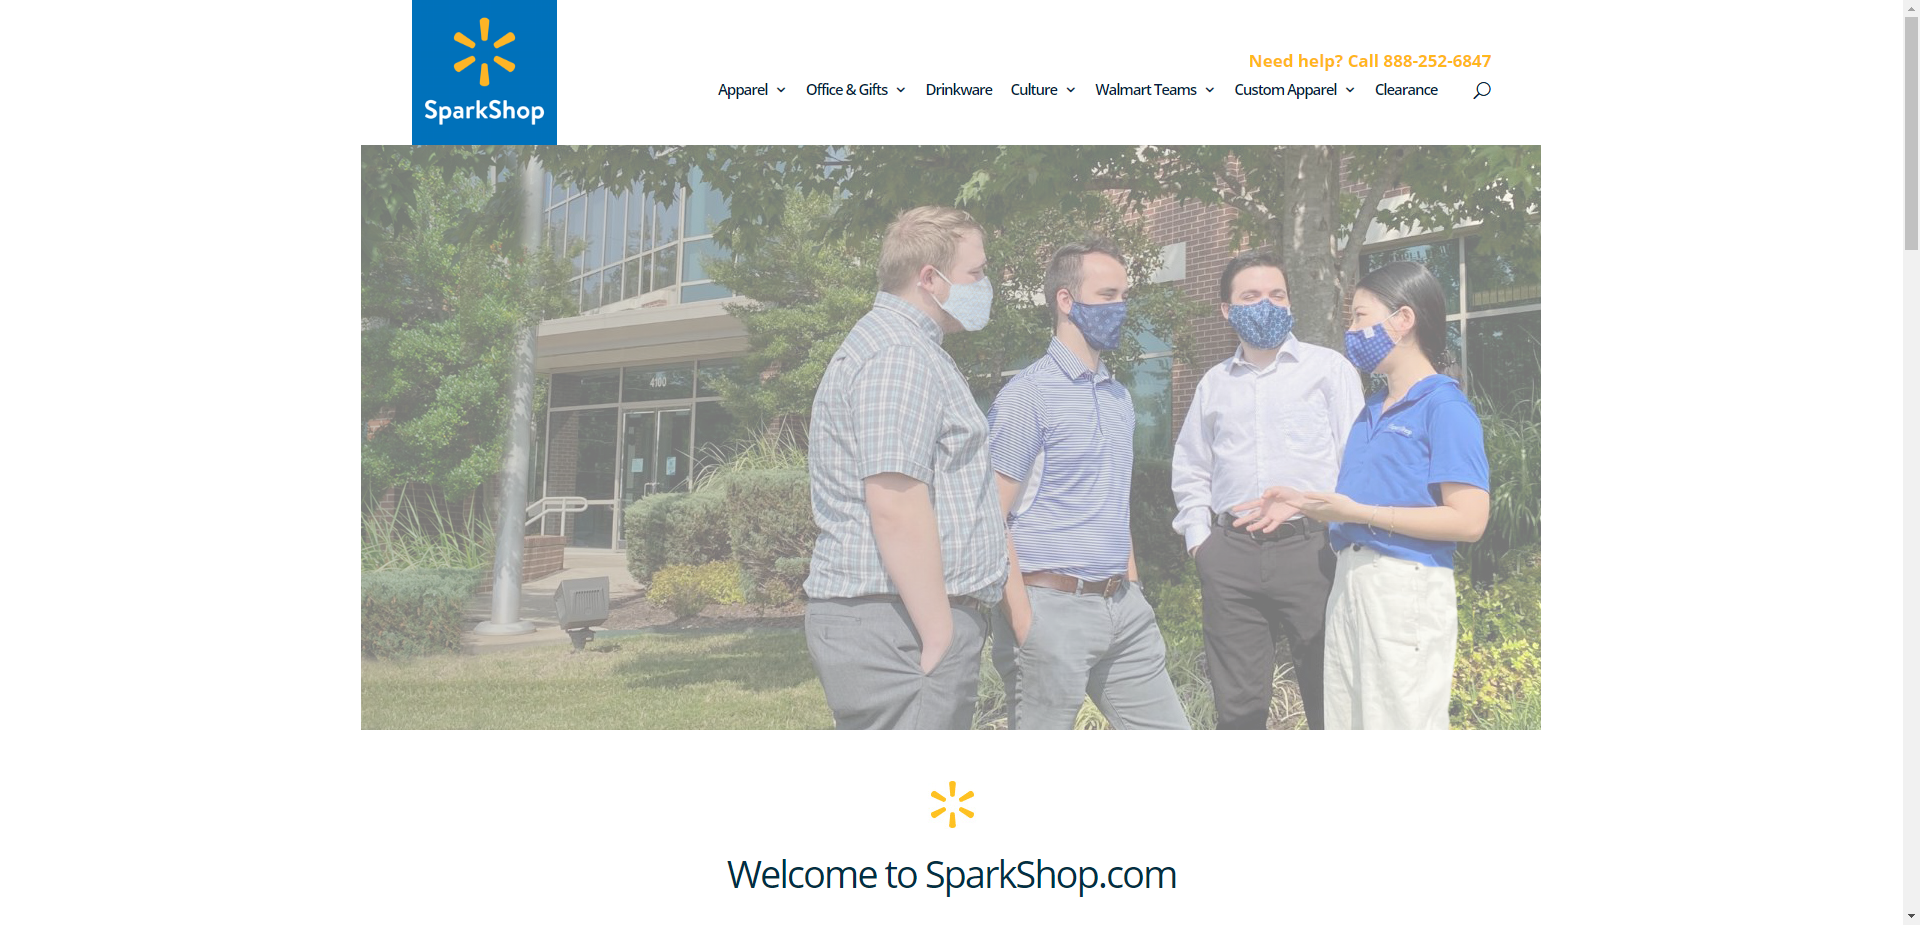 SparkShop
Need help? Call 888-252-6847
Apparel Office & Gifts Drinkware Culture Walmart Teams Custom Apparel Clearance
4100
Welcome to SparkShop.com